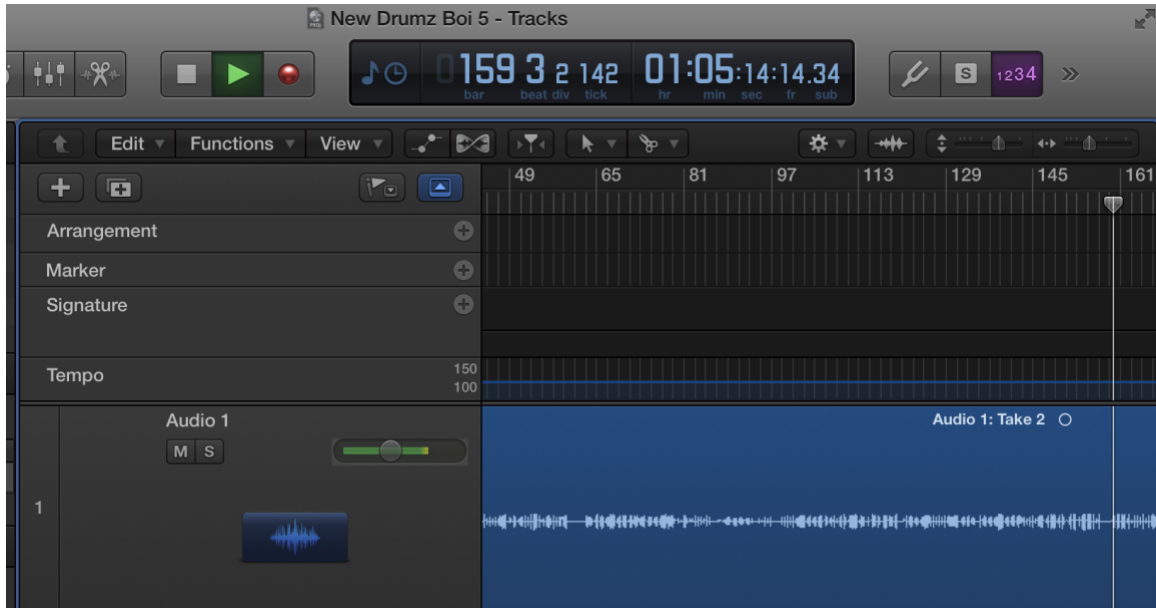 New Drumz Boi 5 - Tracks
159 3 2 142 01:05:14:14.34
bar beat div tick hr min sec fr sub
S 1234
Edit Functions View
49 65 81 97 113 129 145 161
Arrangement
Marker
Signature
Tempo 150
100
Audio 1 Audio 1: Take 2
M S
1